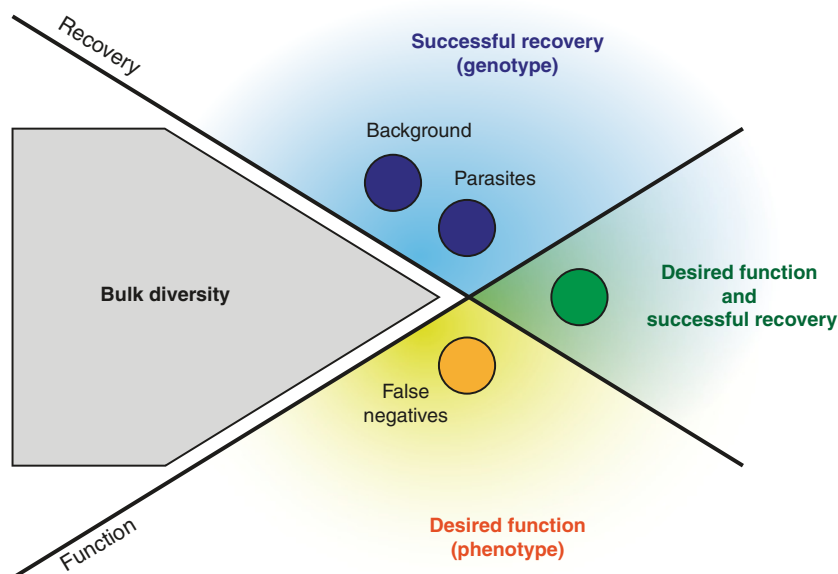 Recovery
Successful recovery
(genotype)
Background
Parasites
Bulk diversity
Desired function
and
successful recovery
False
negatives
Function
Desired function
(phenotype)